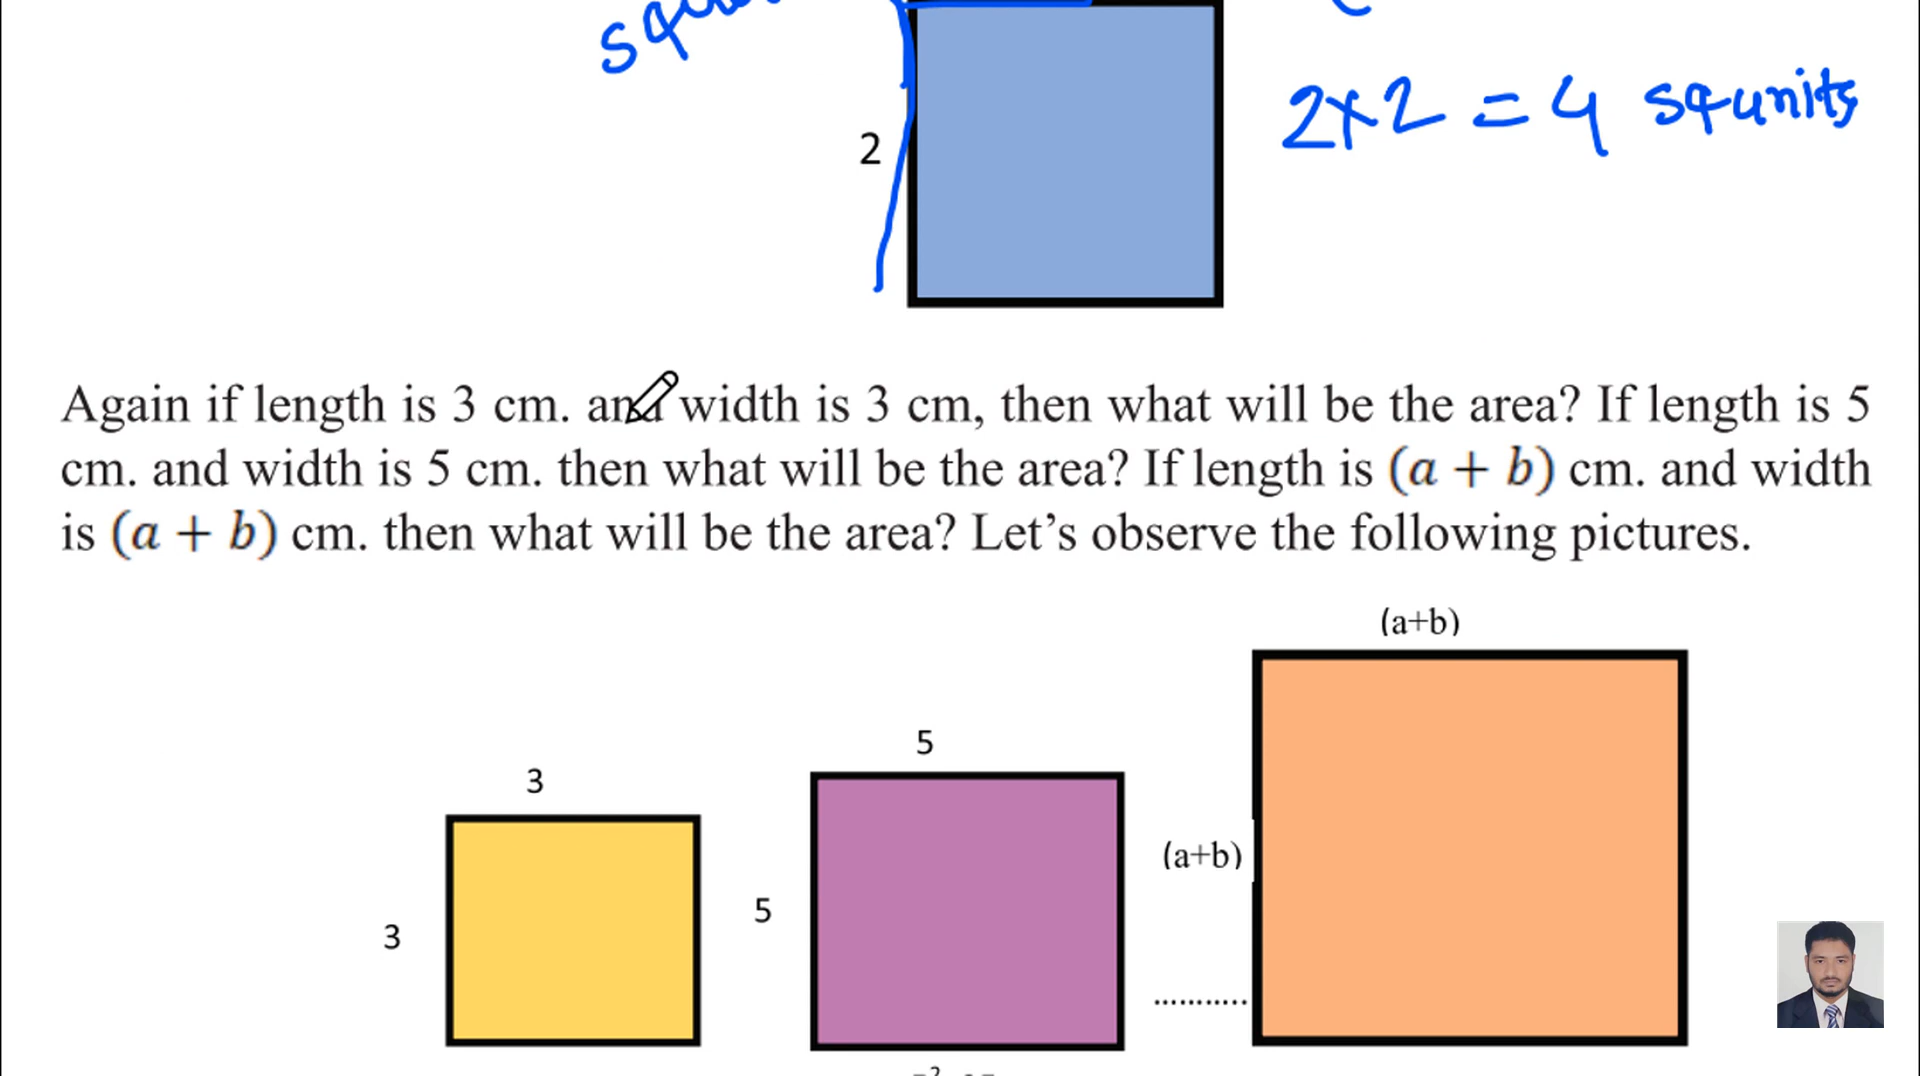 2
2x2 = 4 squnits
Again if length is 3 cm. and width is 3 cm, then what will be the area? If length is 5
cm. and width is 5 cm. then what will be the area? If length is (a + b) cm. and width
is (a + b) cm. then what will be the area? Let's observe the following pictures.
(a+b)
5
3
(a+b)
5
3
...........